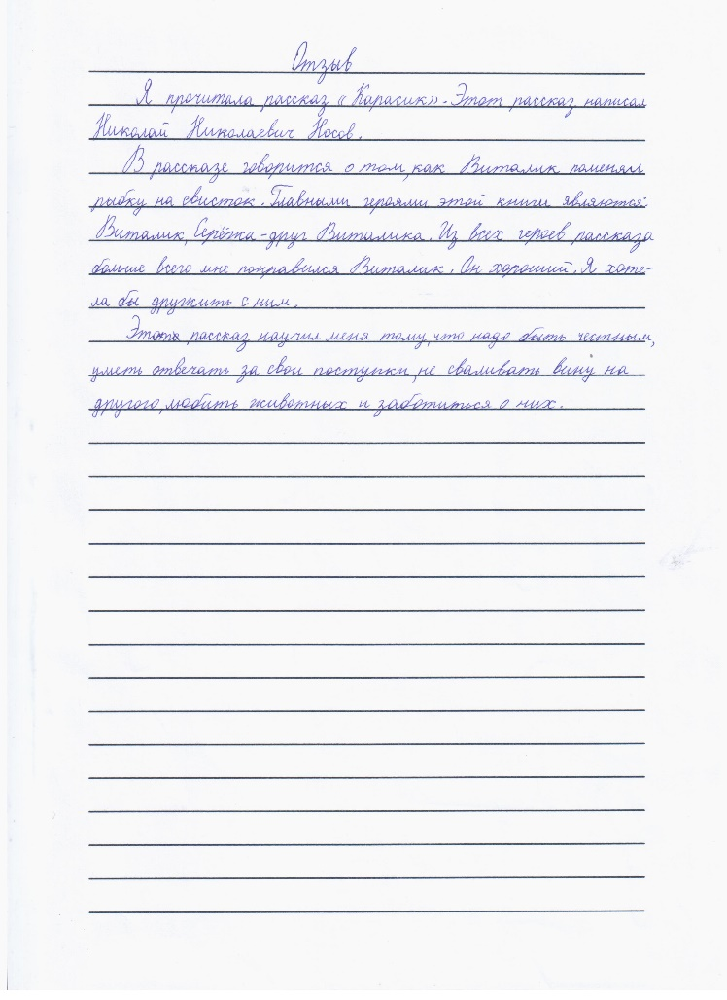 Отзыв
Я прочитала рассказ «Карасик». Этот рассказ написал
Николай Николаевич Носов.
В рассказе говорится о том, как Виталик поменял
рыбку на свисток. Главными героями этой книги являются:
Виталик, Серёжа-друг Виталика. Из всех героев рассказа
больше всего мне понравился Виталик. Он хороший. Я хоте-
ла бы дружить с ним.
рассказ научил меня тому, что надо быть честным,
уметь отвечать за свои поступки, не сваливать вину на
другого, любить животных и заботиться о них.